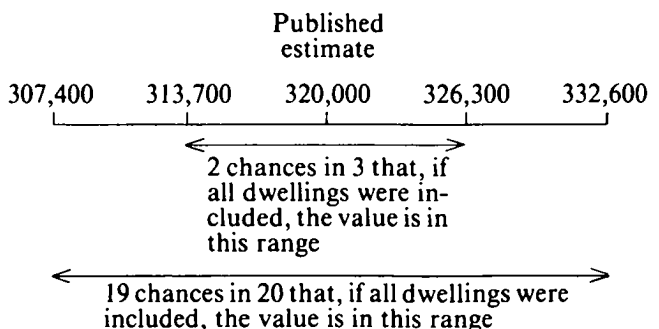 Published
estimate
307,400 313,700 320,000 326,300 332,600
2 chances in 3 that, if
all dwellings were in-
cluded, the value is in
this range
19 chances in 20 that, if all dwellings were
included, the value is in this range